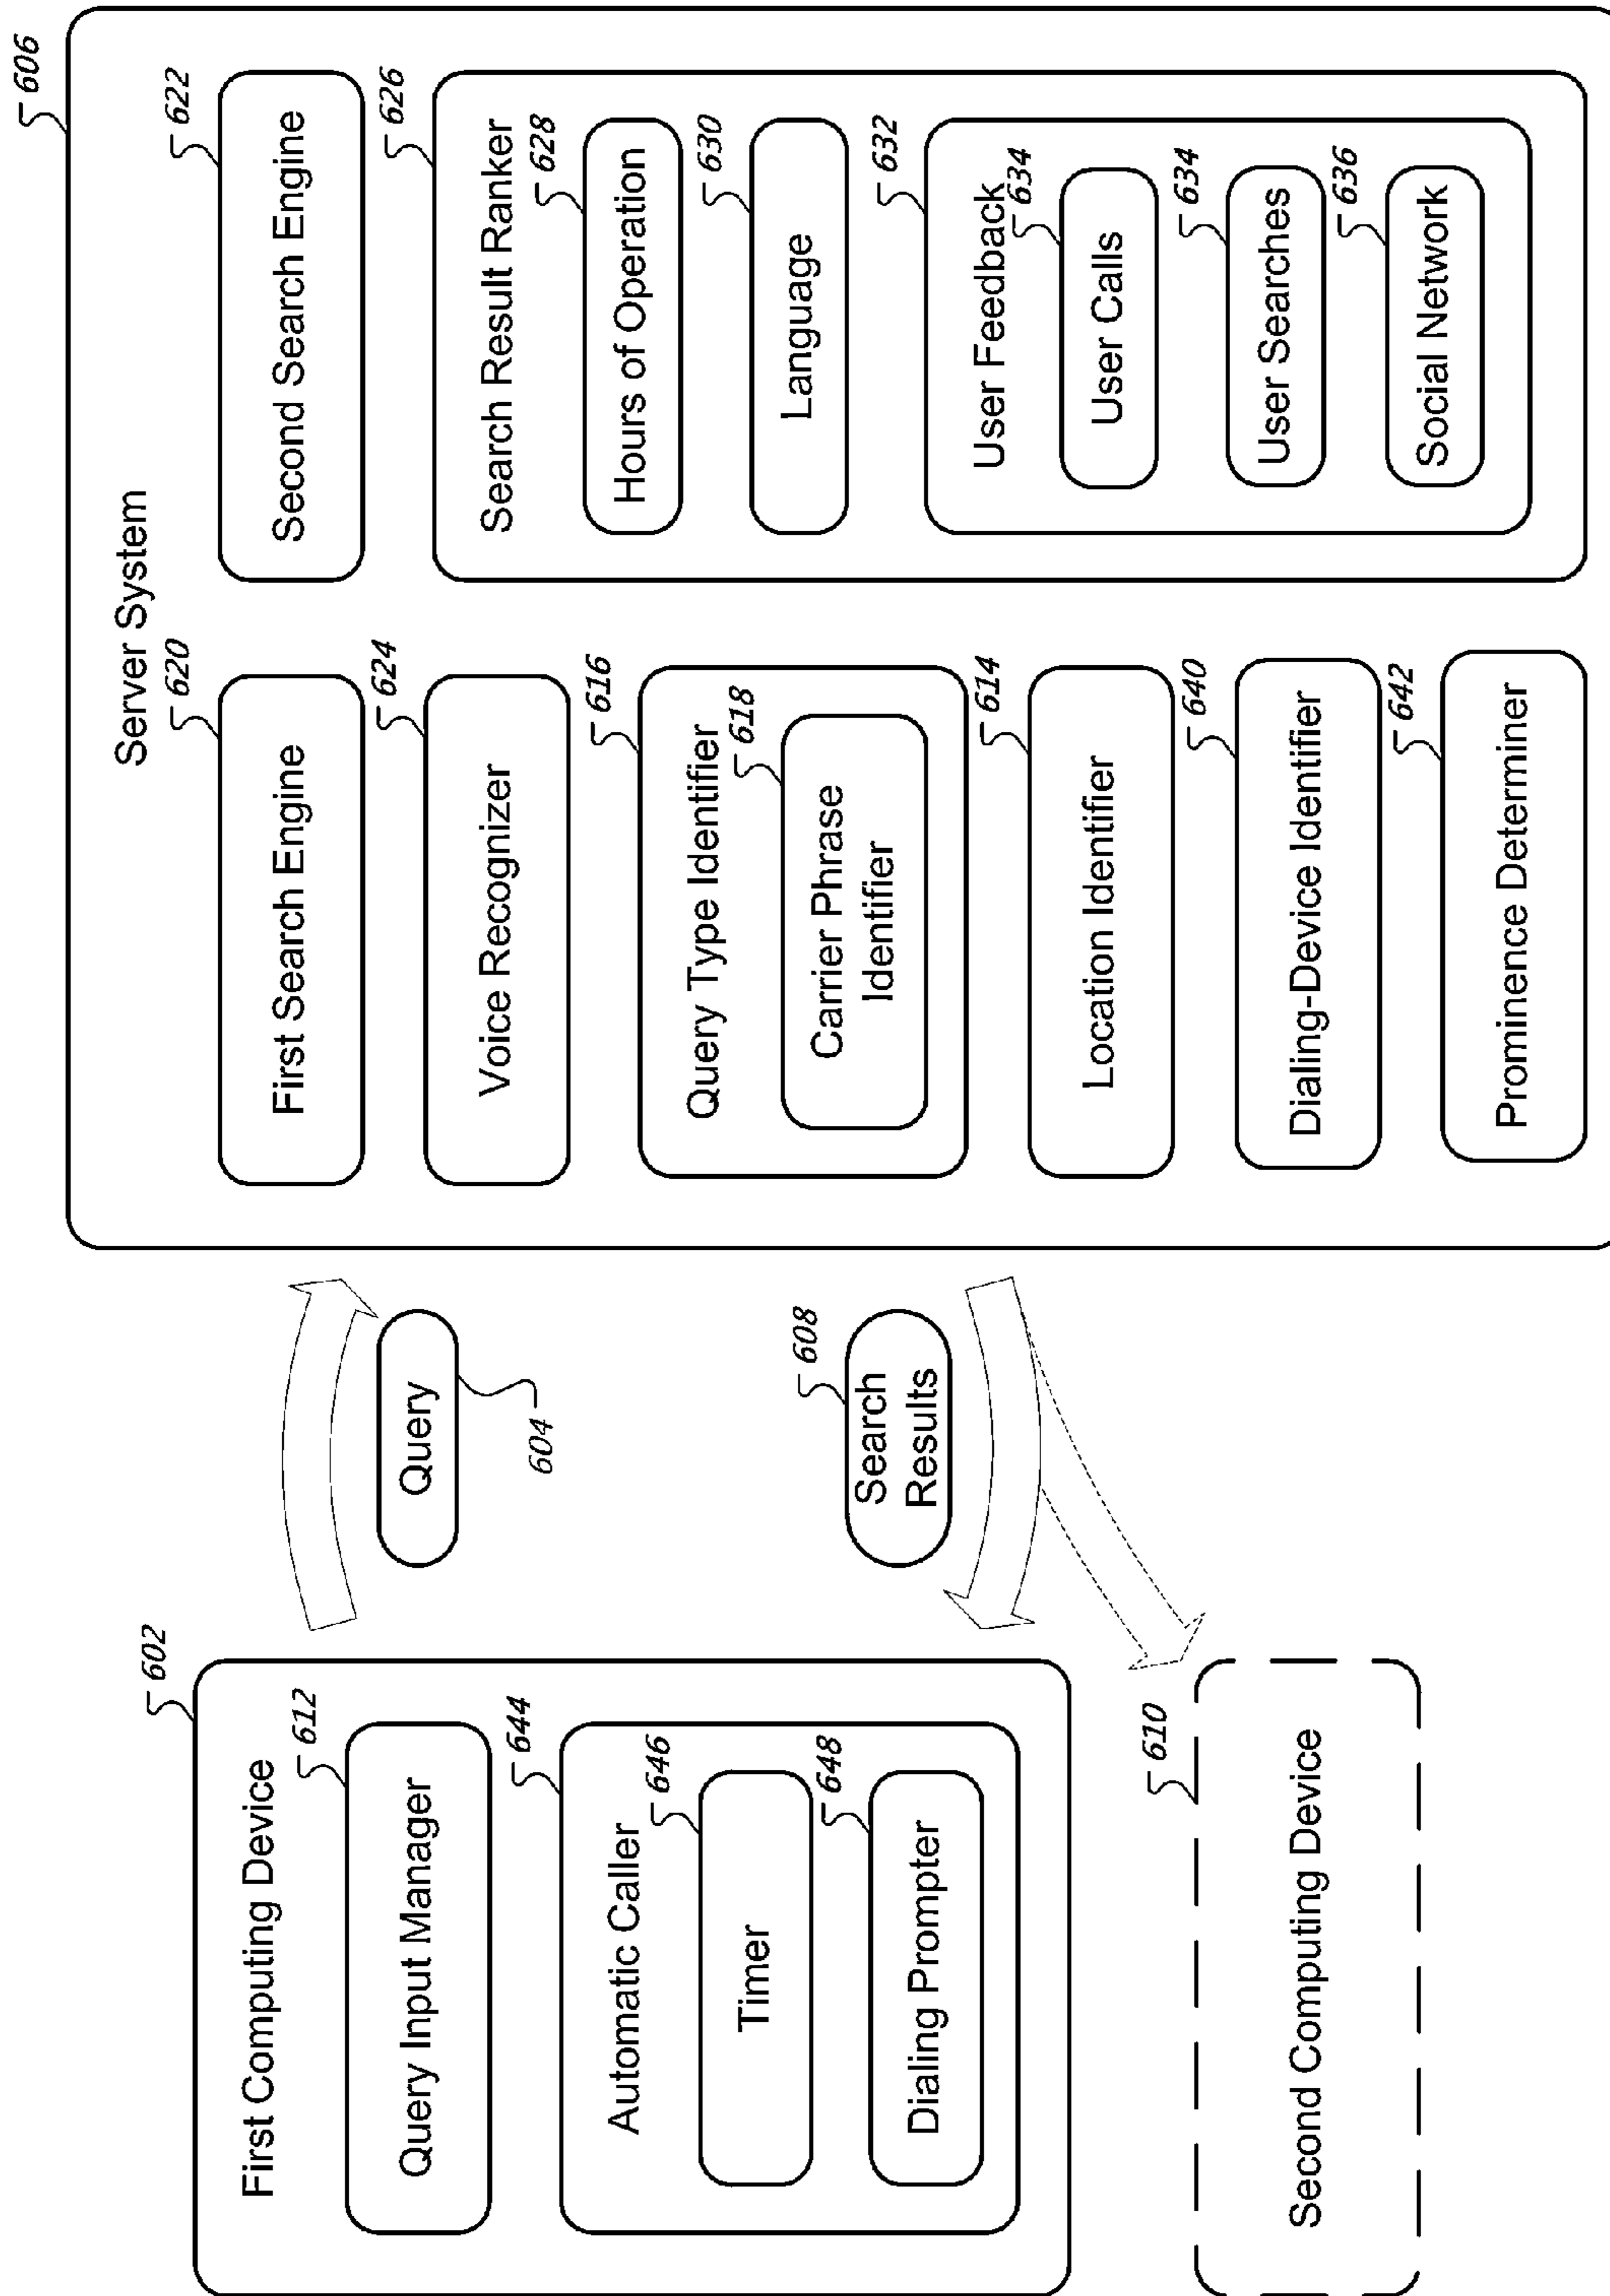 602
First Computing Device
612
Query Input Manager
644
Automatic Caller
646
Timer
648
Dialing Prompter
610
Second Computing Device
Query
604
608
Search
Results
606
Server System
620
First Search Engine
624
Voice Recognizer
616
Query Type Identifier
618
Carrier Phrase
Identifier
614
Location Identifier
640
Dialing-Device Identifier
642
Prominence Determiner
622
Second Search Engine
626
Search Result Ranker
628
Hours of Operation
630
Language
632
User Feedback
634
User Calls
634
User Searches
636
Social Network